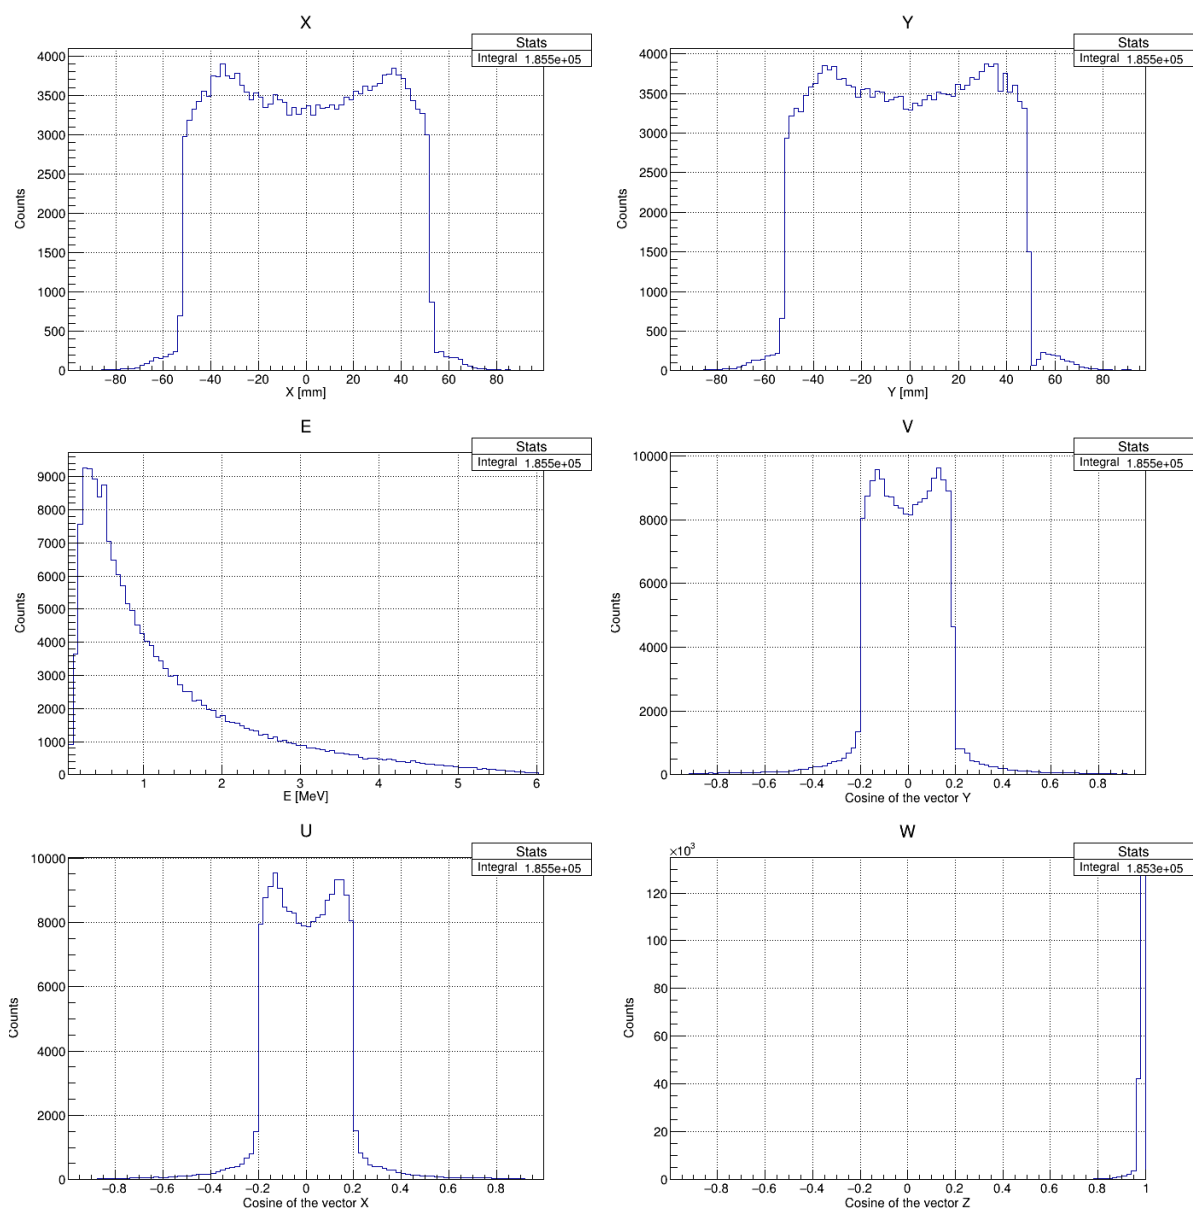 X
Stats
Integral 1.855e+05
4000
3500
3000
2500
2000
1500
1000
500
0
Counts
−80 −60 −40 −20 0 20 40 60 80
X [mm]
Y
Stats
Integral 1.855e+05
4000
3500
3000
2500
2000
1500
1000
500
0
Counts
−80 −60 −40 −20 0 20 40 60 80
Y [mm]
E
Stats
Integral 1.855e+05
9000
8000
7000
6000
5000
4000
3000
2000
1000
0
Counts
1 2 3 4 5 6
E [MeV]
V
Stats
Integral 1.855e+05
10000
8000
6000
4000
2000
0
Counts
−0.8 −0.6 −0.4 −0.2 0 0.2 0.4 0.6 0.8
Cosine of the vector Y
U
Stats
Integral 1.855e+05
10000
8000
6000
4000
2000
0
Counts
−0.8 −0.6 −0.4 −0.2 0 0.2 0.4 0.6 0.8
Cosine of the vector X
W
×10³
Stats
Integral 1.853e+05
120
100
80
60
40
20
0
Counts
−0.8 −0.6 −0.4 −0.2 0 0.2 0.4 0.6 0.8 1
Cosine of the vector Z